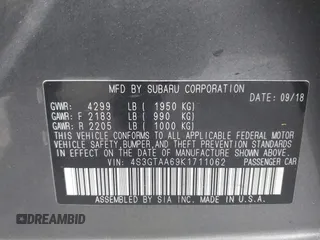 MFD BY SUBARU CORPORATION
DATE: 09/18
GVWR: 4299 LB ( 1950 KG)
GAWR: F 2183 LB ( 990 KG)
GAWR: R 2205 LB ( 1000 KG)
THIS VEHICLE CONFORMS TO ALL APPLICABLE FEDERAL MOTOR
VEHICLE SAFETY, BUMPER, AND THEFT PREVENTION STANDARDS
IN EFFECT ON THE DATE OF MANUFACTURE SHOWN ABOVE.
VIN: 4S3GTAA69K1711062 PASSENGER CAR
ASSEMBLED BY SIA INC. MADE IN U.S.A.
DREAMBID